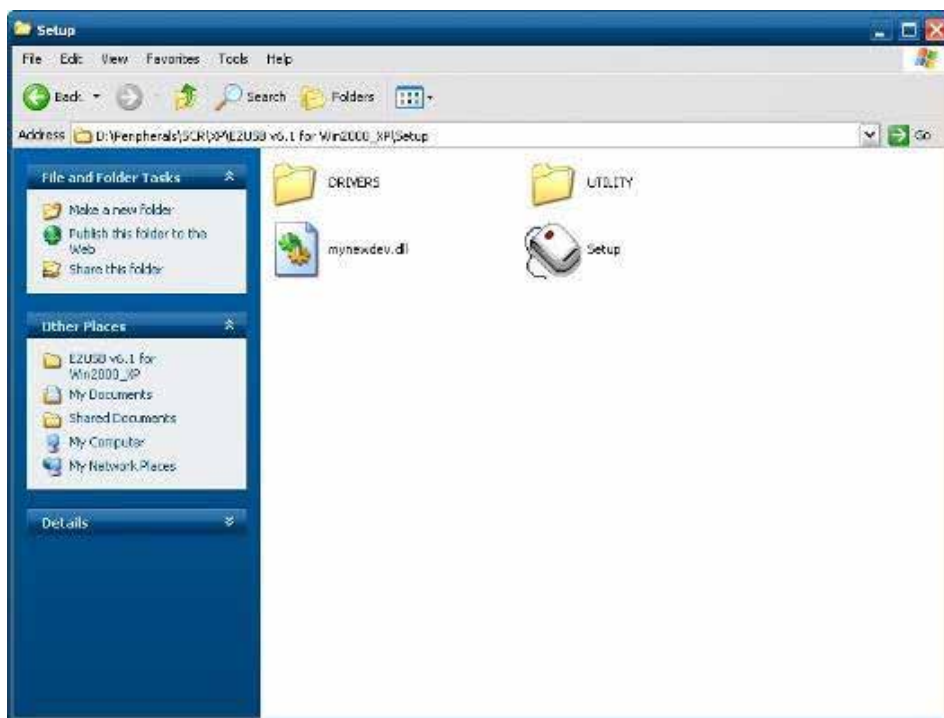 Setup
File Edit View Favorites Tools Help
Back Search Folders
Address D:\Peripherals\SCR\XP\EZUSB v6.1 for Win2000_XP\Setup Go
File and Folder Tasks
Make a new folder
Publish this folder to the
Web
Share this folder
Other Places
EZUSB v6.1 for
Win2000_XP
My Documents
Shared Documents
My Computer
My Network Places
Details
DRIVERS UTILITY
mynewdev.dll Setup